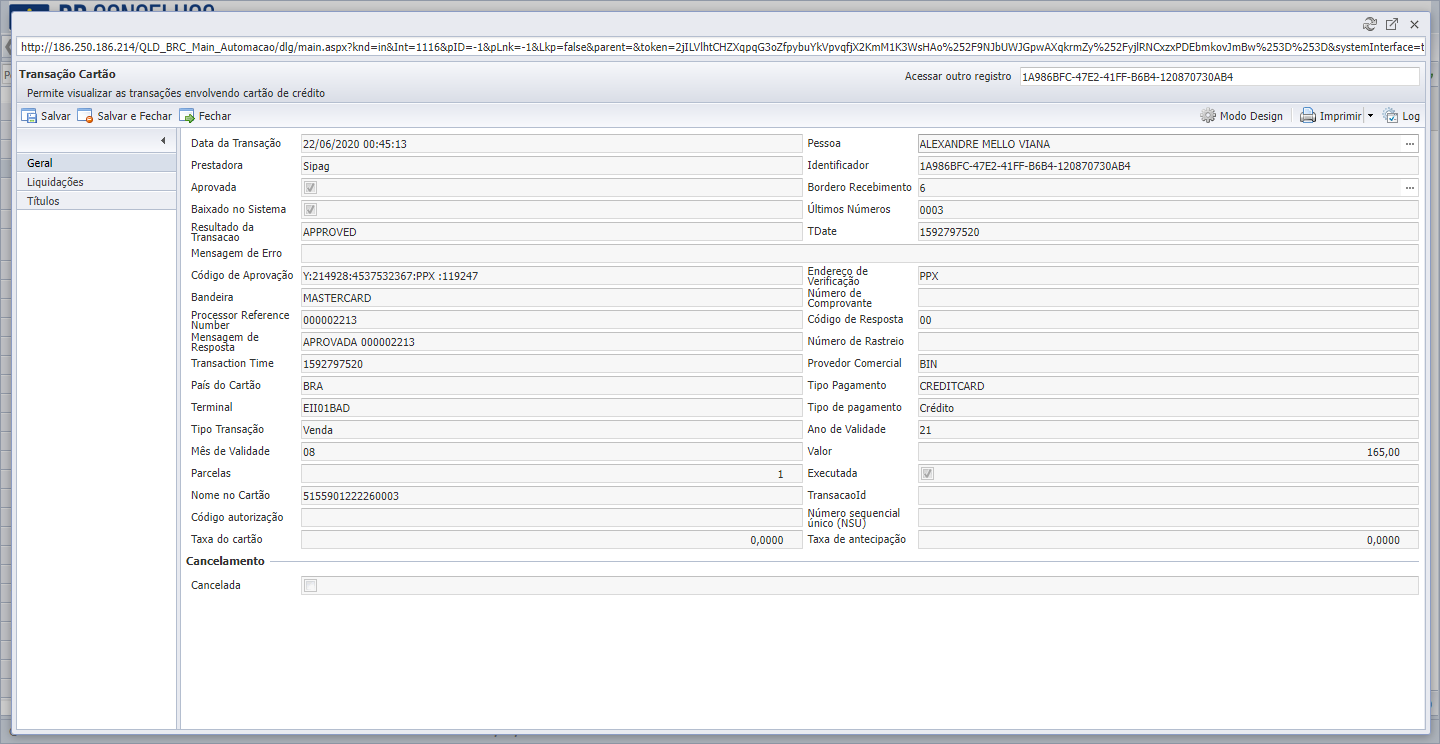 http://186.250.186.214/QLD_BRC_Main_Automacao/dlg/main.aspx?knd=in&Int=1116&pID=-1&pLnk=-1&Lkp=false&parent=&token=2jILVlhtCHZXqpqG3oZfpybuYkVpvqfjX2KmM1K3WsHAo%252F9NJbUWJGpwAXqkrmZy%252FyjlRNCxzxPDEbmkovJmBw%253D%253D&systemInterface=t
Transação Cartão
Acessar outro registro 1A986BFC-47E2-41FF-B6B4-120870730AB4
Permite visualizar as transações envolvendo cartão de crédito
Salvar Salvar e Fechar Fechar Modo Design Imprimir Log
Geral
Liquidações
Títulos
Data da Transação 22/06/2020 00:45:13 Pessoa ALEXANDRE MELLO VIANA ...
Prestadora Sipag Identificador 1A986BFC-47E2-41FF-B6B4-120870730AB4
Aprovada Bordero Recebimento 6 ...
Baixado no Sistema Últimos Números 0003
Resultado da Transacao APPROVED TDate 1592797520
Mensagem de Erro
Código de Aprovação Y:214928:4537532367:PPX :119247 Endereço de Verificação PPX
Bandeira MASTERCARD Número de Comprovante
Processor Reference Number 000002213 Código de Resposta 00
Mensagem de Resposta APROVADA 000002213 Número de Rastreio
Transaction Time 1592797520 Provedor Comercial BIN
País do Cartão BRA Tipo Pagamento CREDITCARD
Terminal EII01BAD Tipo de pagamento Crédito
Tipo Transação Venda Ano de Validade 21
Mês de Validade 08 Valor 165,00
Parcelas 1 Executada
Nome no Cartão 5155901222260003 TransacaoId
Código autorização Número sequencial único (NSU)
Taxa do cartão 0,0000 Taxa de antecipação 0,0000
Cancelamento
Cancelada